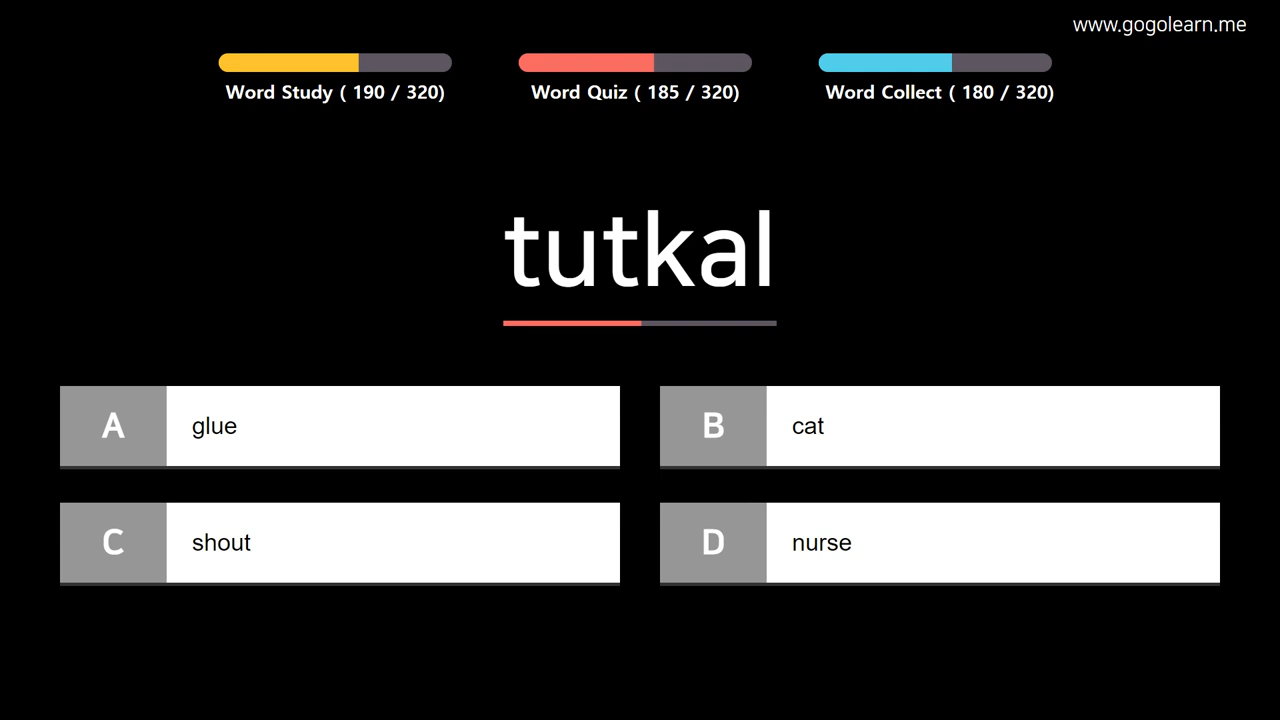 www.gogolearn.me
Word Study ( 190 / 320)
Word Quiz ( 185 / 320)
Word Collect ( 180 / 320)
tutkal
A glue
B cat
C shout
D nurse